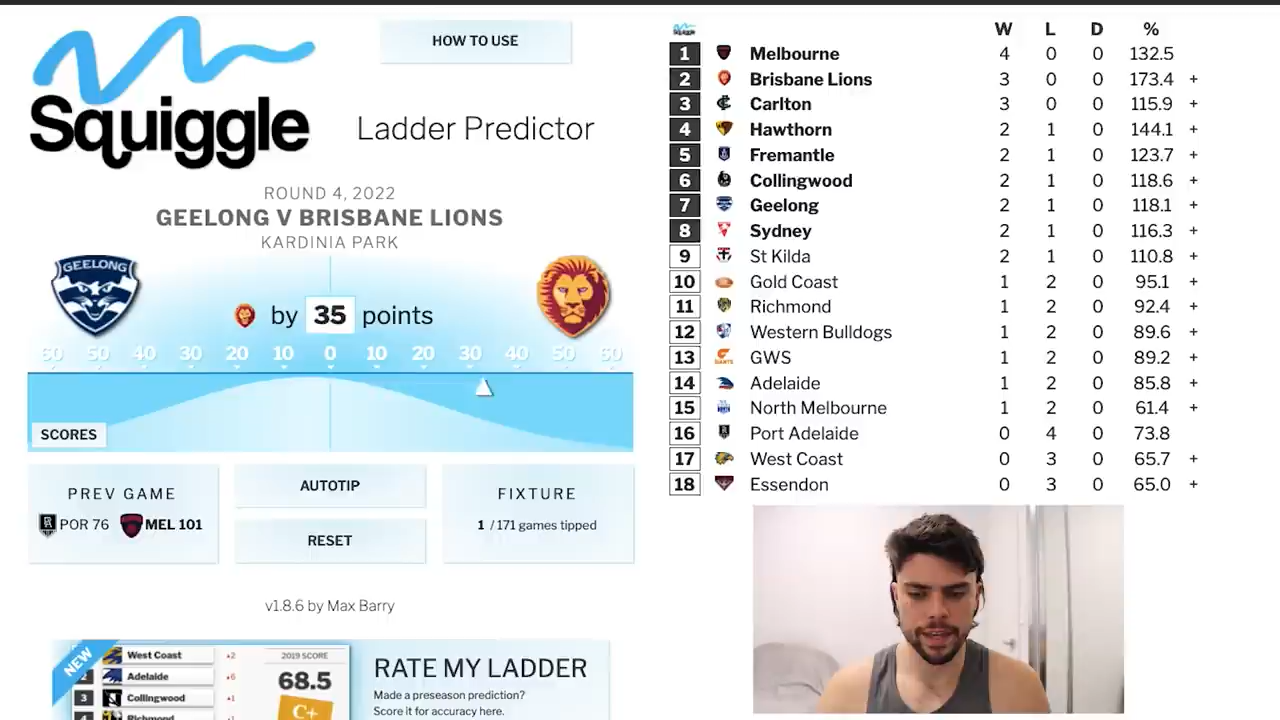 Squiggle
HOW TO USE
Ladder Predictor
ROUND 4, 2022
GEELONG V BRISBANE LIONS
KARDINIA PARK
GEELONG
by 35 points
60 50 40 30 20 10 0 10 20 30 40 50 60
SCORES
PREV GAME
POR 76 MEL 101
AUTOTIP
RESET
FIXTURE
1 / 171 games tipped
v1.8.6 by Max Barry
NEW
West Coast +2
Adelaide +6
3 Collingwood +1
Richmond
2019 SCORE
68.5
C+
RATE MY LADDER
Made a preseason prediction?
Score it for accuracy here.
Squiggle W L D %
1 Melbourne 4 0 0 132.5
2 Brisbane Lions 3 0 0 173.4 +
3 Carlton 3 0 0 115.9 +
4 Hawthorn 2 1 0 144.1 +
5 Fremantle 2 1 0 123.7 +
6 Collingwood 2 1 0 118.6 +
7 Geelong 2 1 0 118.1 +
8 Sydney 2 1 0 116.3 +
9 St Kilda 2 1 0 110.8 +
10 Gold Coast 1 2 0 95.1 +
11 Richmond 1 2 0 92.4 +
12 Western Bulldogs 1 2 0 89.6 +
13 GWS 1 2 0 89.2 +
14 Adelaide 1 2 0 85.8 +
15 North Melbourne 1 2 0 61.4 +
16 Port Adelaide 0 4 0 73.8
17 West Coast 0 3 0 65.7 +
18 Essendon 0 3 0 65.0 +